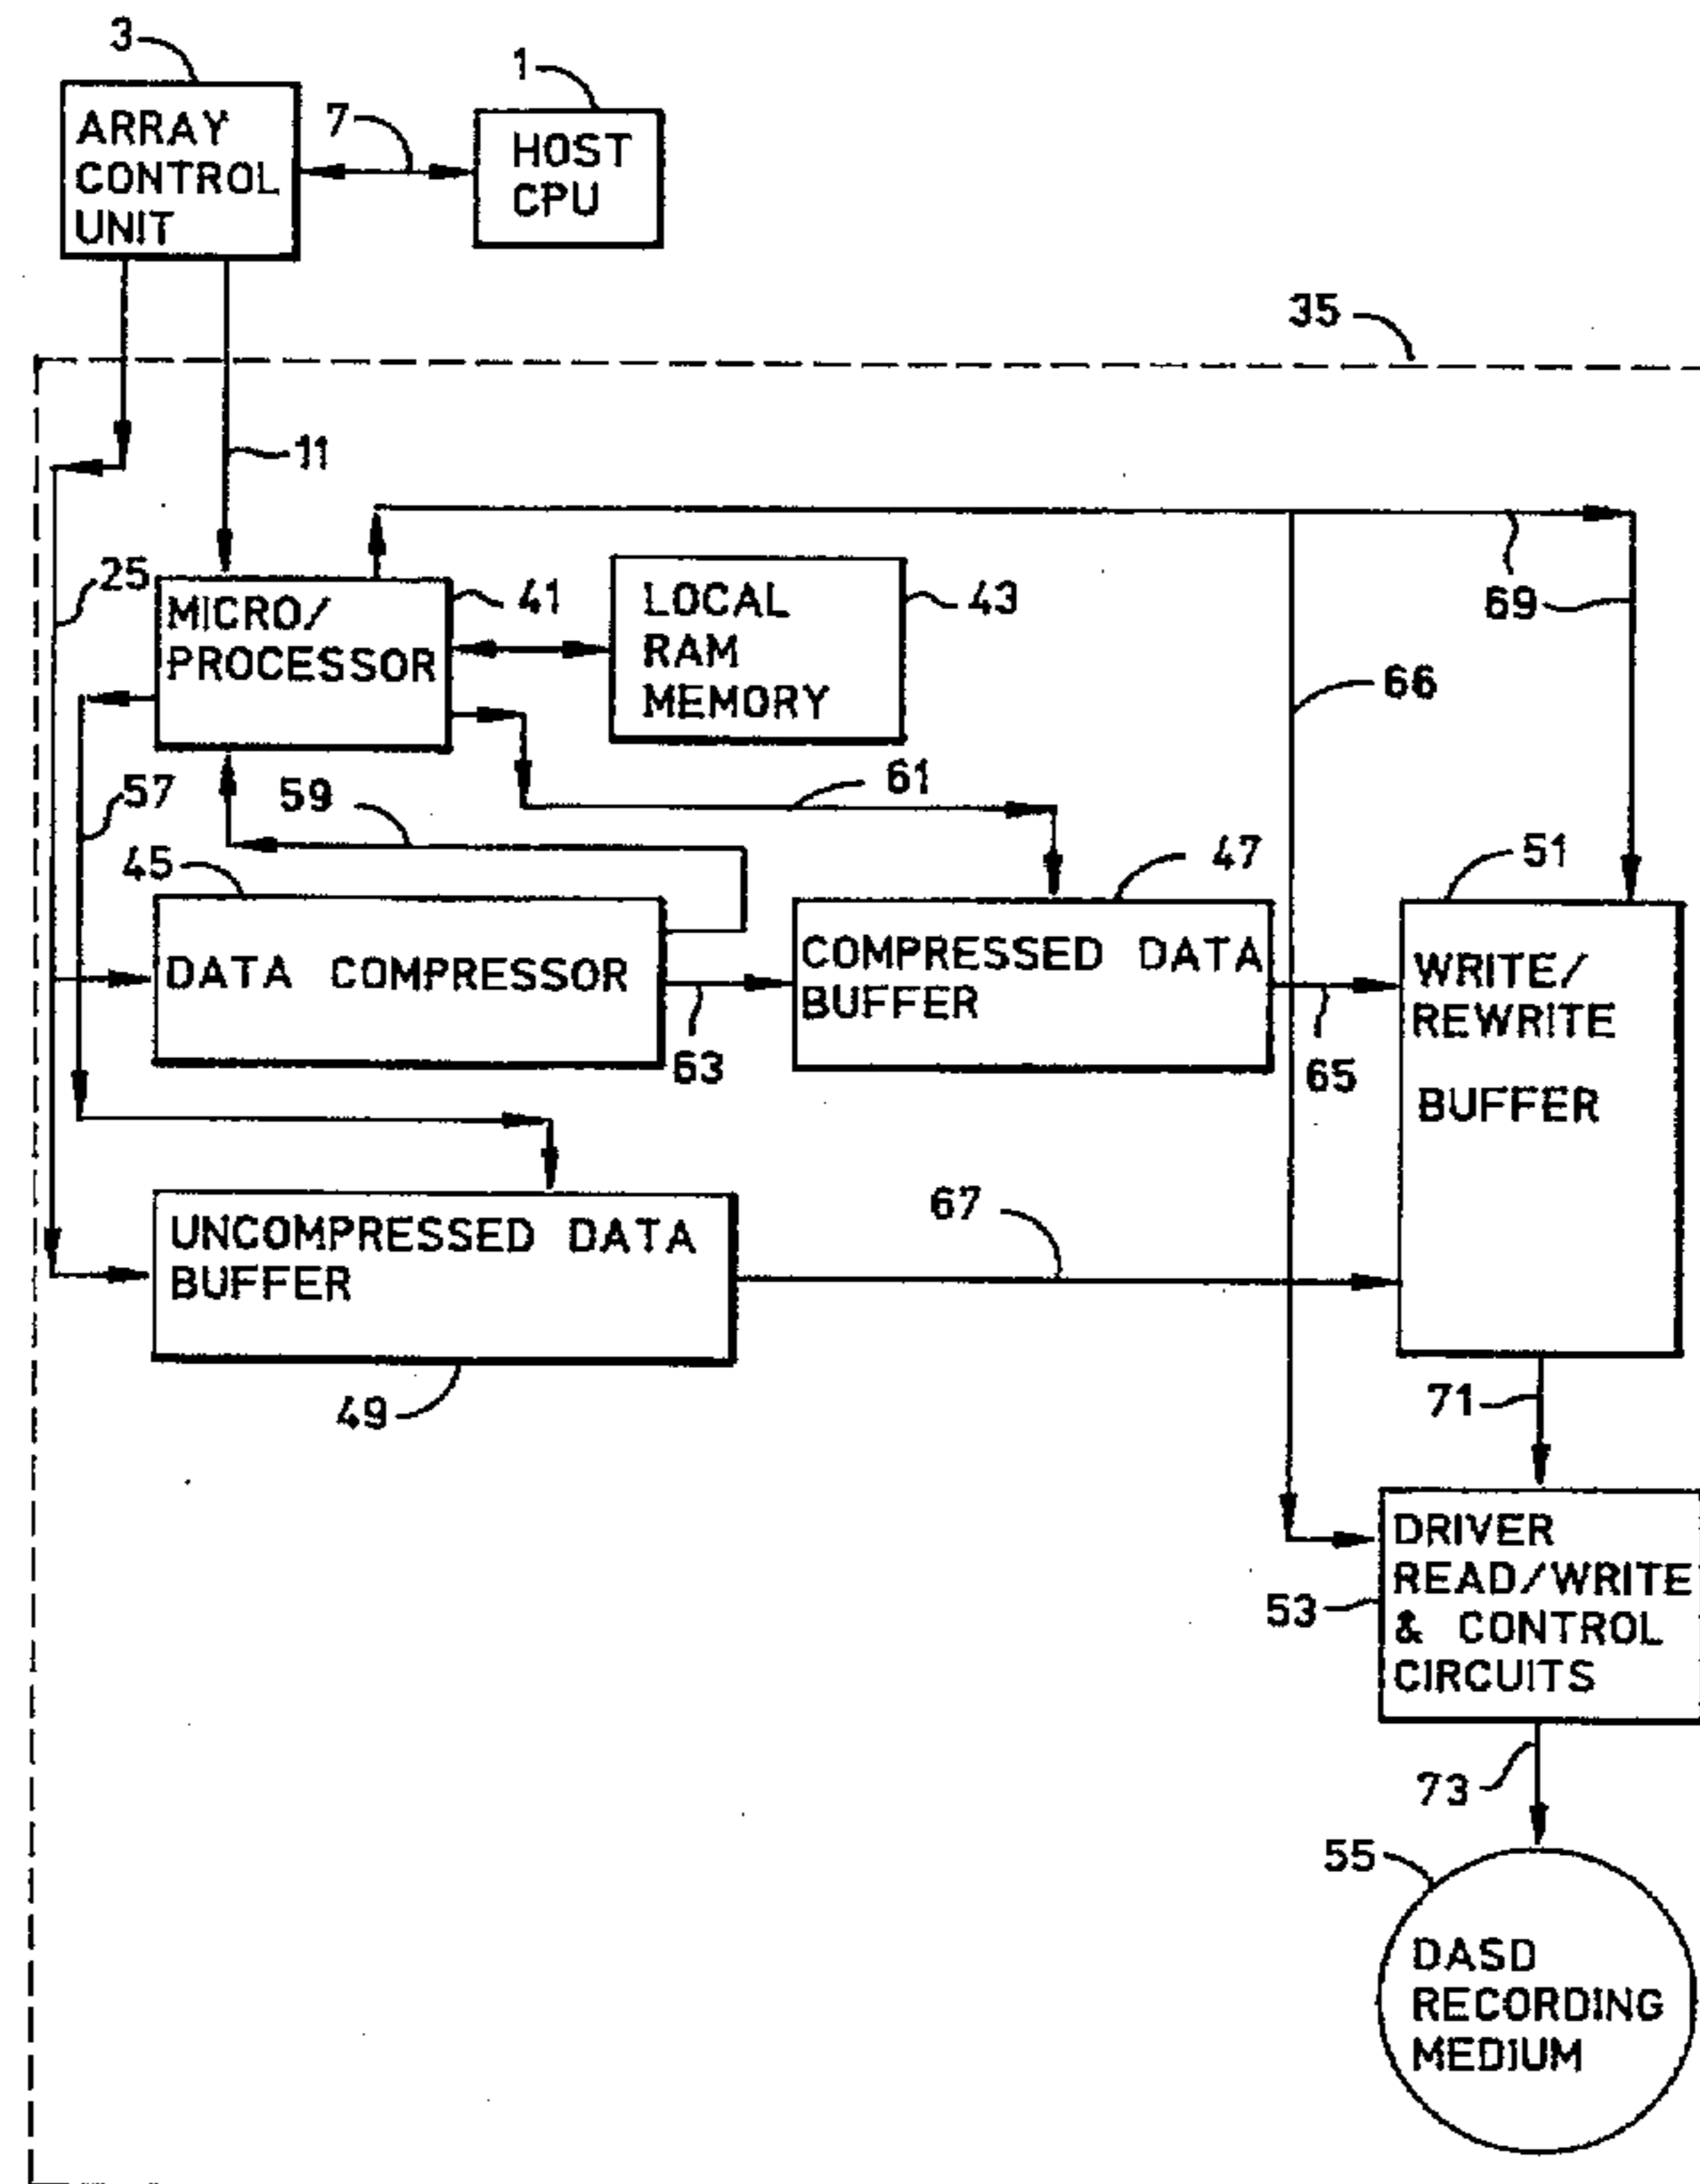 3
1
ARRAY
CONTROL
UNIT
7
HOST
CPU
35
11
25
MICRO/
PROCESSOR
41
LOCAL
RAM
MEMORY
43
69
66
57
59
61
45
47
51
DATA COMPRESSOR
COMPRESSED DATA
BUFFER
WRITE/
REWRITE
BUFFER
63
65
UNCOMPRESSED DATA
BUFFER
67
49
71
DRIVER
READ/WRITE
& CONTROL
CIRCUITS
53
73
55
DASD
RECORDING
MEDIUM